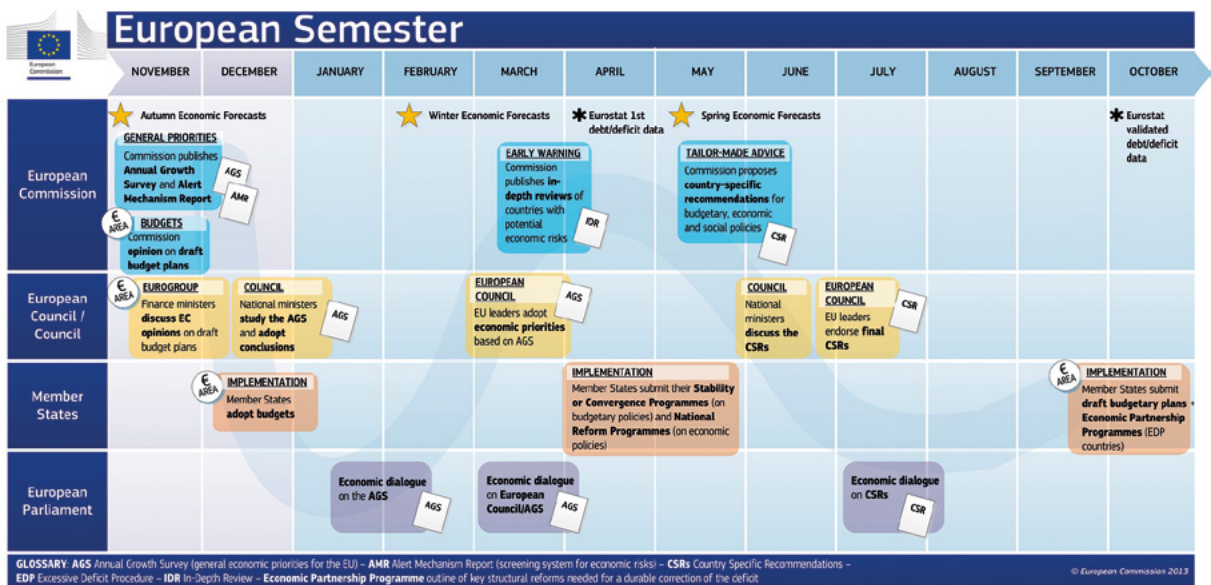 European Semester
European
Commission
NOVEMBER DECEMBER JANUARY FEBRUARY MARCH APRIL MAY JUNE JULY AUGUST SEPTEMBER OCTOBER
European
Commission
Autumn Economic Forecasts
GENERAL PRIORITIES
Commission publishes
Annual Growth
Survey and Alert
Mechanism Report
AGS
AMR
€
AREA
BUDGETS
Commission
opinion on draft
budget plans
Winter Economic Forecasts
EARLY WARNING
Commission
publishes in-
depth reviews of
countries with
potential
economic risks
IDR
✱ Eurostat 1st
debt/deficit data
Spring Economic Forecasts
TAILOR-MADE ADVICE
Commission proposes
country-specific
recommendations for
budgetary, economic
and social policies
CSR
✱ Eurostat
validated
debt/deficit
data
European
Council /
Council
€
AREA
EUROGROUP
Finance ministers
discuss EC
opinions on draft
budget plans
COUNCIL
National ministers
study the AGS
and adopt
conclusions
AGS
EUROPEAN
COUNCIL
EU leaders adopt
economic priorities
based on AGS
AGS
COUNCIL
National
ministers
discuss the
CSRs
EUROPEAN
COUNCIL
EU leaders
endorse final
CSRs
CSR
Member
States
€
AREA
IMPLEMENTATION
Member States
adopt budgets
IMPLEMENTATION
Member States submit their Stability
or Convergence Programmes (on
budgetary policies) and National
Reform Programmes (on economic
policies)
€
AREA
IMPLEMENTATION
Member States submit
draft budgetary plans +
Economic Partnership
Programmes (EDP
countries)
European
Parliament
Economic dialogue
on the AGS
AGS
Economic dialogue
on European
Council/AGS
AGS
Economic dialogue
on CSRs
CSR
GLOSSARY: AGS Annual Growth Survey (general economic priorities for the EU) – AMR Alert Mechanism Report (screening system for economic risks) – CSRs Country Specific Recommendations –
EDP Excessive Deficit Procedure – IDR In-Depth Review – Economic Partnership Programme outline of key structural reforms needed for a durable correction of the deficit
© European Commission 2013